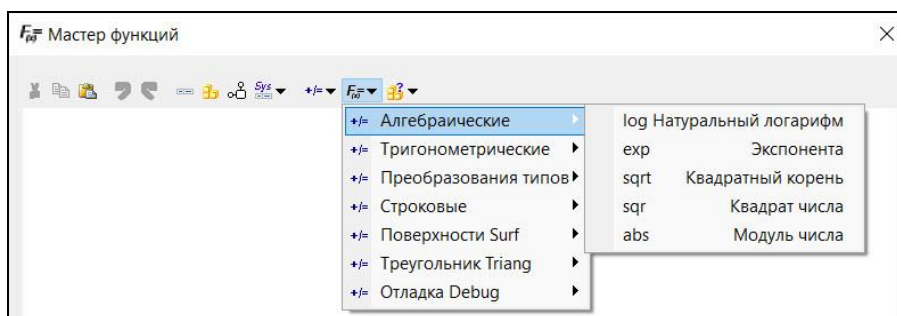 F(x)= Мастер функций
Sys +/= F(x)= ?
+/= Алгебраические
+/= Тригонометрические
+/= Преобразования типов
+/= Строковые
+/= Поверхности Surf
+/= Треугольник Triang
+/= Отладка Debug
log Натуральный логарифм
exp Экспонента
sqrt Квадратный корень
sqr Квадрат числа
abs Модуль числа